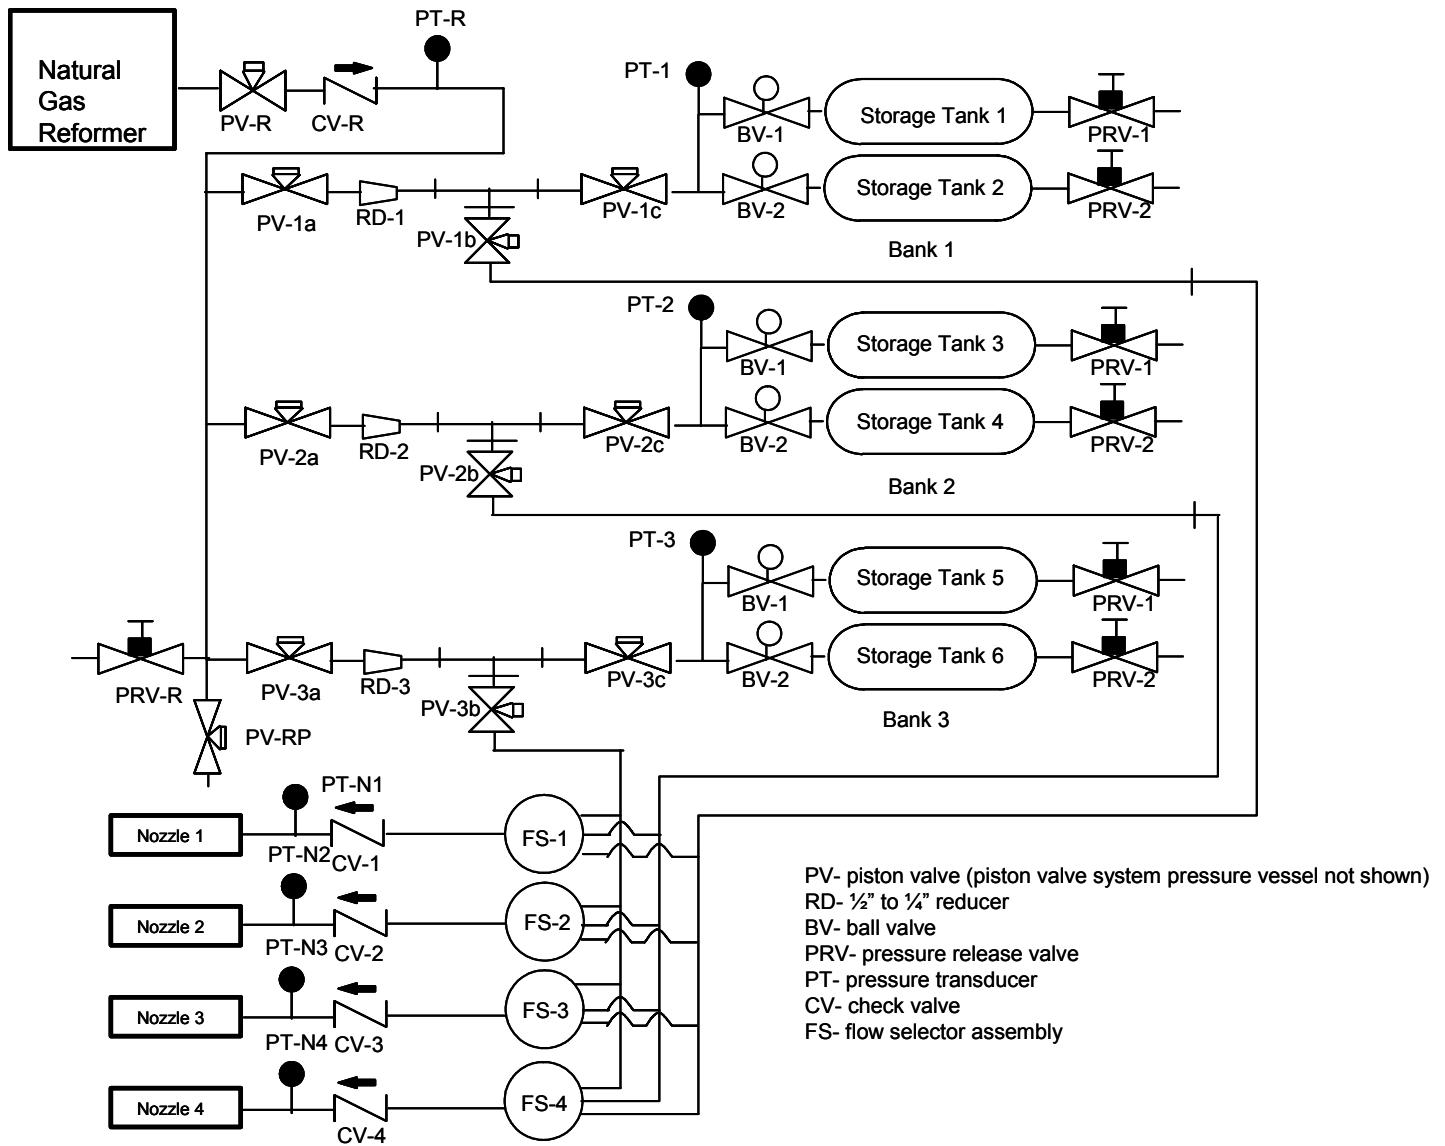 PT-R
Natural
Gas
Reformer
PV-R
CV-R
PT-1
BV-1
Storage Tank 1
PRV-1
PV-1a
RD-1
PV-1b
PV-1c
BV-2
Storage Tank 2
PRV-2
Bank 1
PT-2
BV-1
Storage Tank 3
PRV-1
PV-2a
RD-2
PV-2b
PV-2c
BV-2
Storage Tank 4
PRV-2
Bank 2
PT-3
BV-1
Storage Tank 5
PRV-1
PRV-R
PV-3a
RD-3
PV-3b
PV-3c
BV-2
Storage Tank 6
PRV-2
Bank 3
PV-RP
PT-N1
Nozzle 1
PT-N2
CV-1
FS-1
Nozzle 2
PT-N3
CV-2
FS-2
Nozzle 3
PT-N4
CV-3
FS-3
Nozzle 4
CV-4
FS-4
PV- piston valve (piston valve system pressure vessel not shown)
RD- ½” to ¼” reducer
BV- ball valve
PRV- pressure release valve
PT- pressure transducer
CV- check valve
FS- flow selector assembly